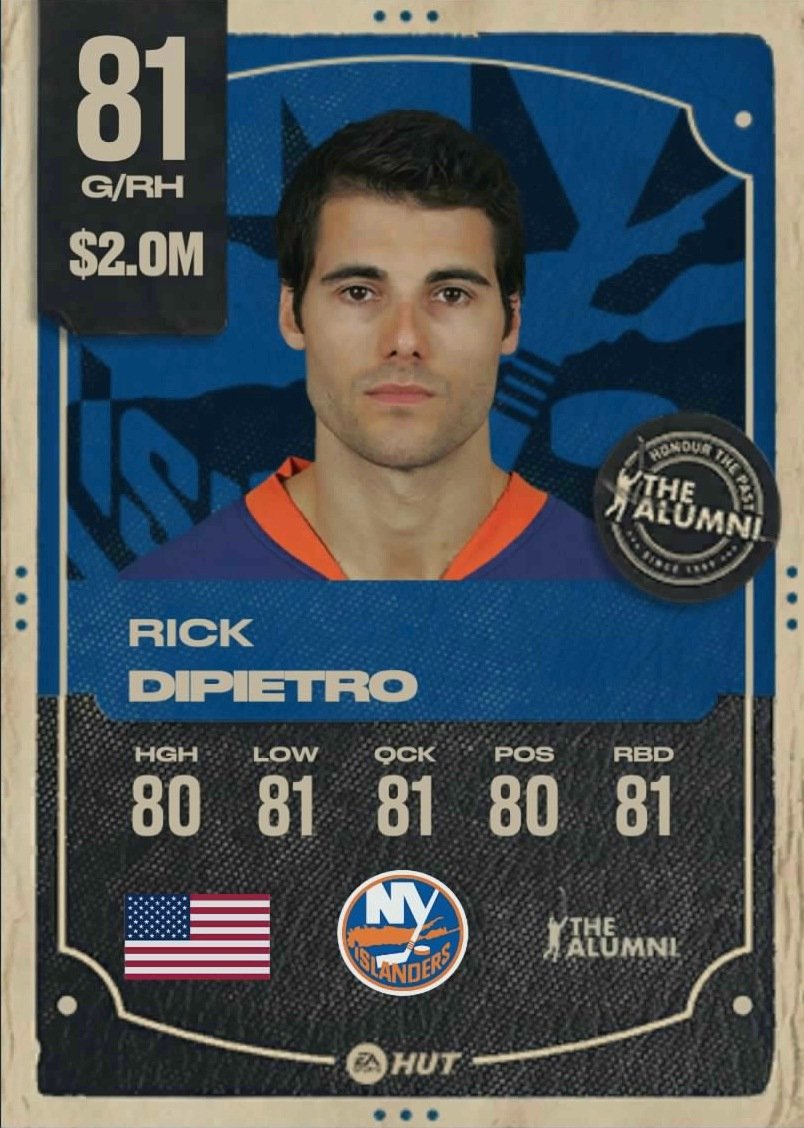 81
G/RH
$2.0M
HONOUR THE PAST
THE
ALUMNI
RICK
DIPIETRO
HGH LOW QCK POS RBD
80 81 81 80 81
NY
ISLANDERS
THE
ALUMNI
EA
HUT